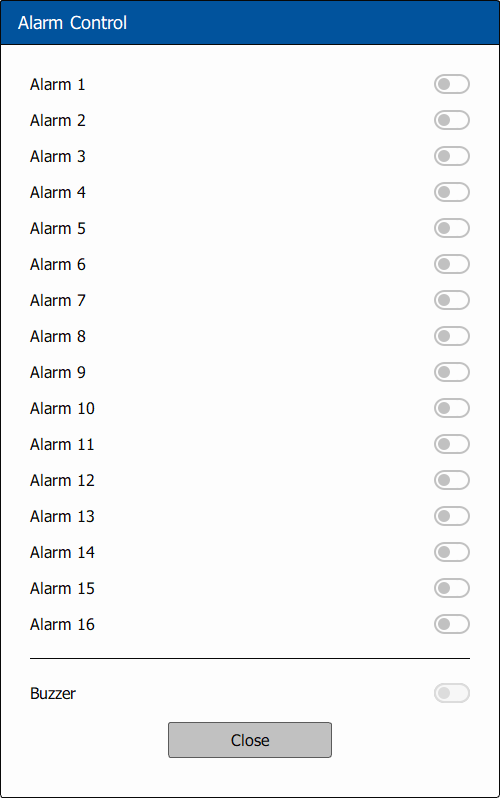 Alarm Control
Alarm 1
Alarm 2
Alarm 3
Alarm 4
Alarm 5
Alarm 6
Alarm 7
Alarm 8
Alarm 9
Alarm 10
Alarm 11
Alarm 12
Alarm 13
Alarm 14
Alarm 15
Alarm 16
Buzzer
Close